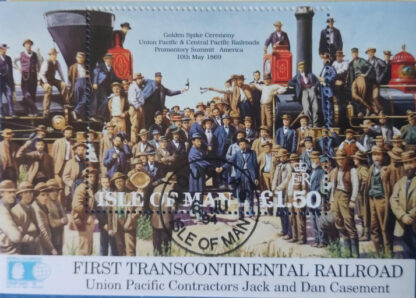 Golden Spike Ceremony
Union Pacific & Central Pacific Railroads
Promontory Summit America
10th May 1869
ISLE OF MAN
£1.50
ER
ISLE OF MAN
FIRST TRANSCONTINENTAL RAILROAD
Union Pacific Contractors Jack and Dan Casement